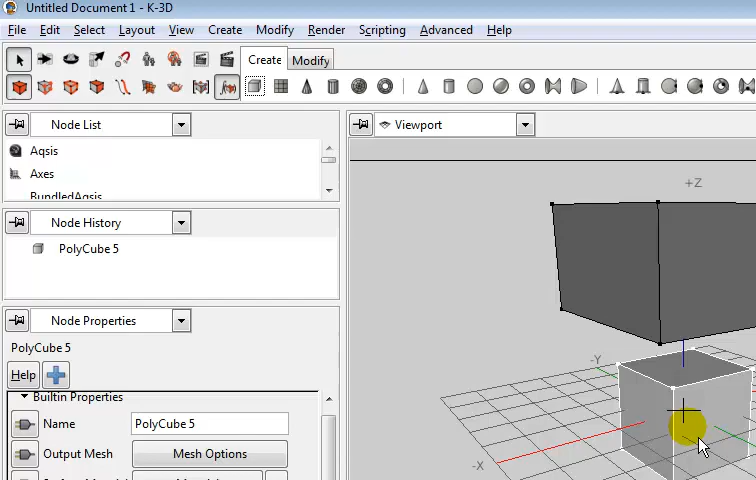 Untitled Document 1 - K-3D
File Edit Select Layout View Create Modify Render Scripting Advanced Help
Create Modify
Node List
Viewport
Aqsis
Axes
BundledAqsis
Node History
PolyCube 5
Node Properties
PolyCube 5
Help
Builtin Properties
Name PolyCube 5
Output Mesh Mesh Options
+Z
-Y
-X